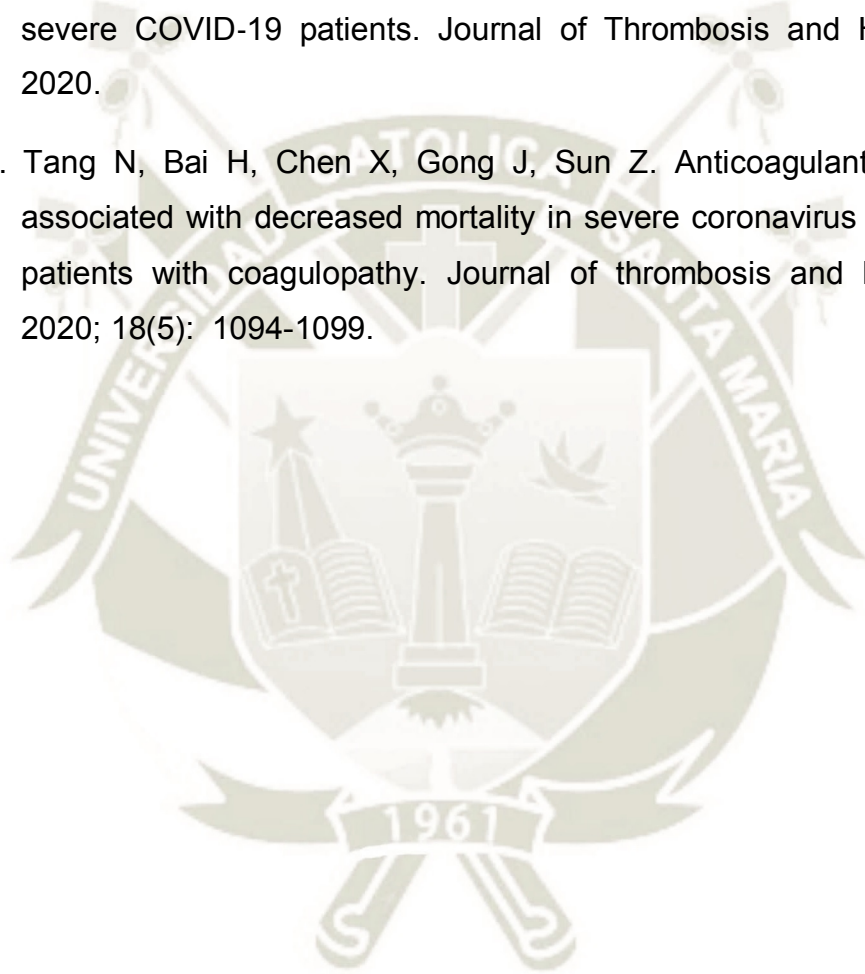 severe COVID-19 patients. Journal of Thrombosis and
2020.
. Tang N, Bai H, Chen X, Gong J, Sun Z. Anticoagulant
associated with decreased mortality in severe coronavirus
patients with coagulopathy. Journal of thrombosis and
2020; 18(5): 1094-1099.
UNIVERSIDAD CATOLICA SANTA MARIA
1961